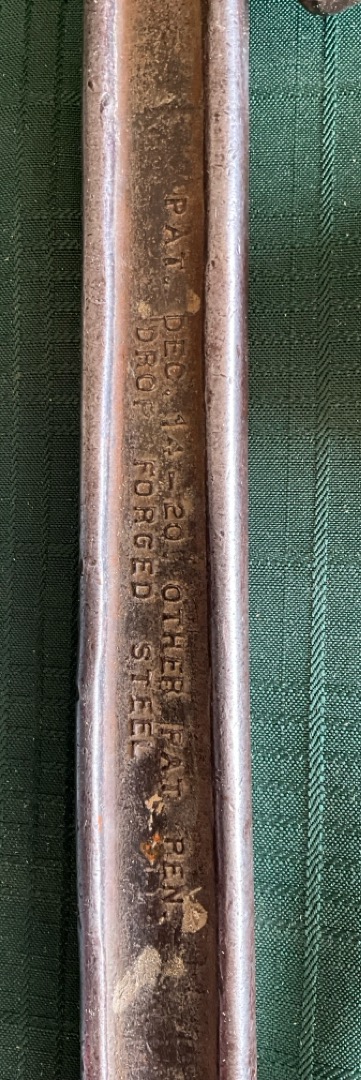 PAT. DEC. 14-20. OTHER PAT. PEN.
DROP FORGED STEEL